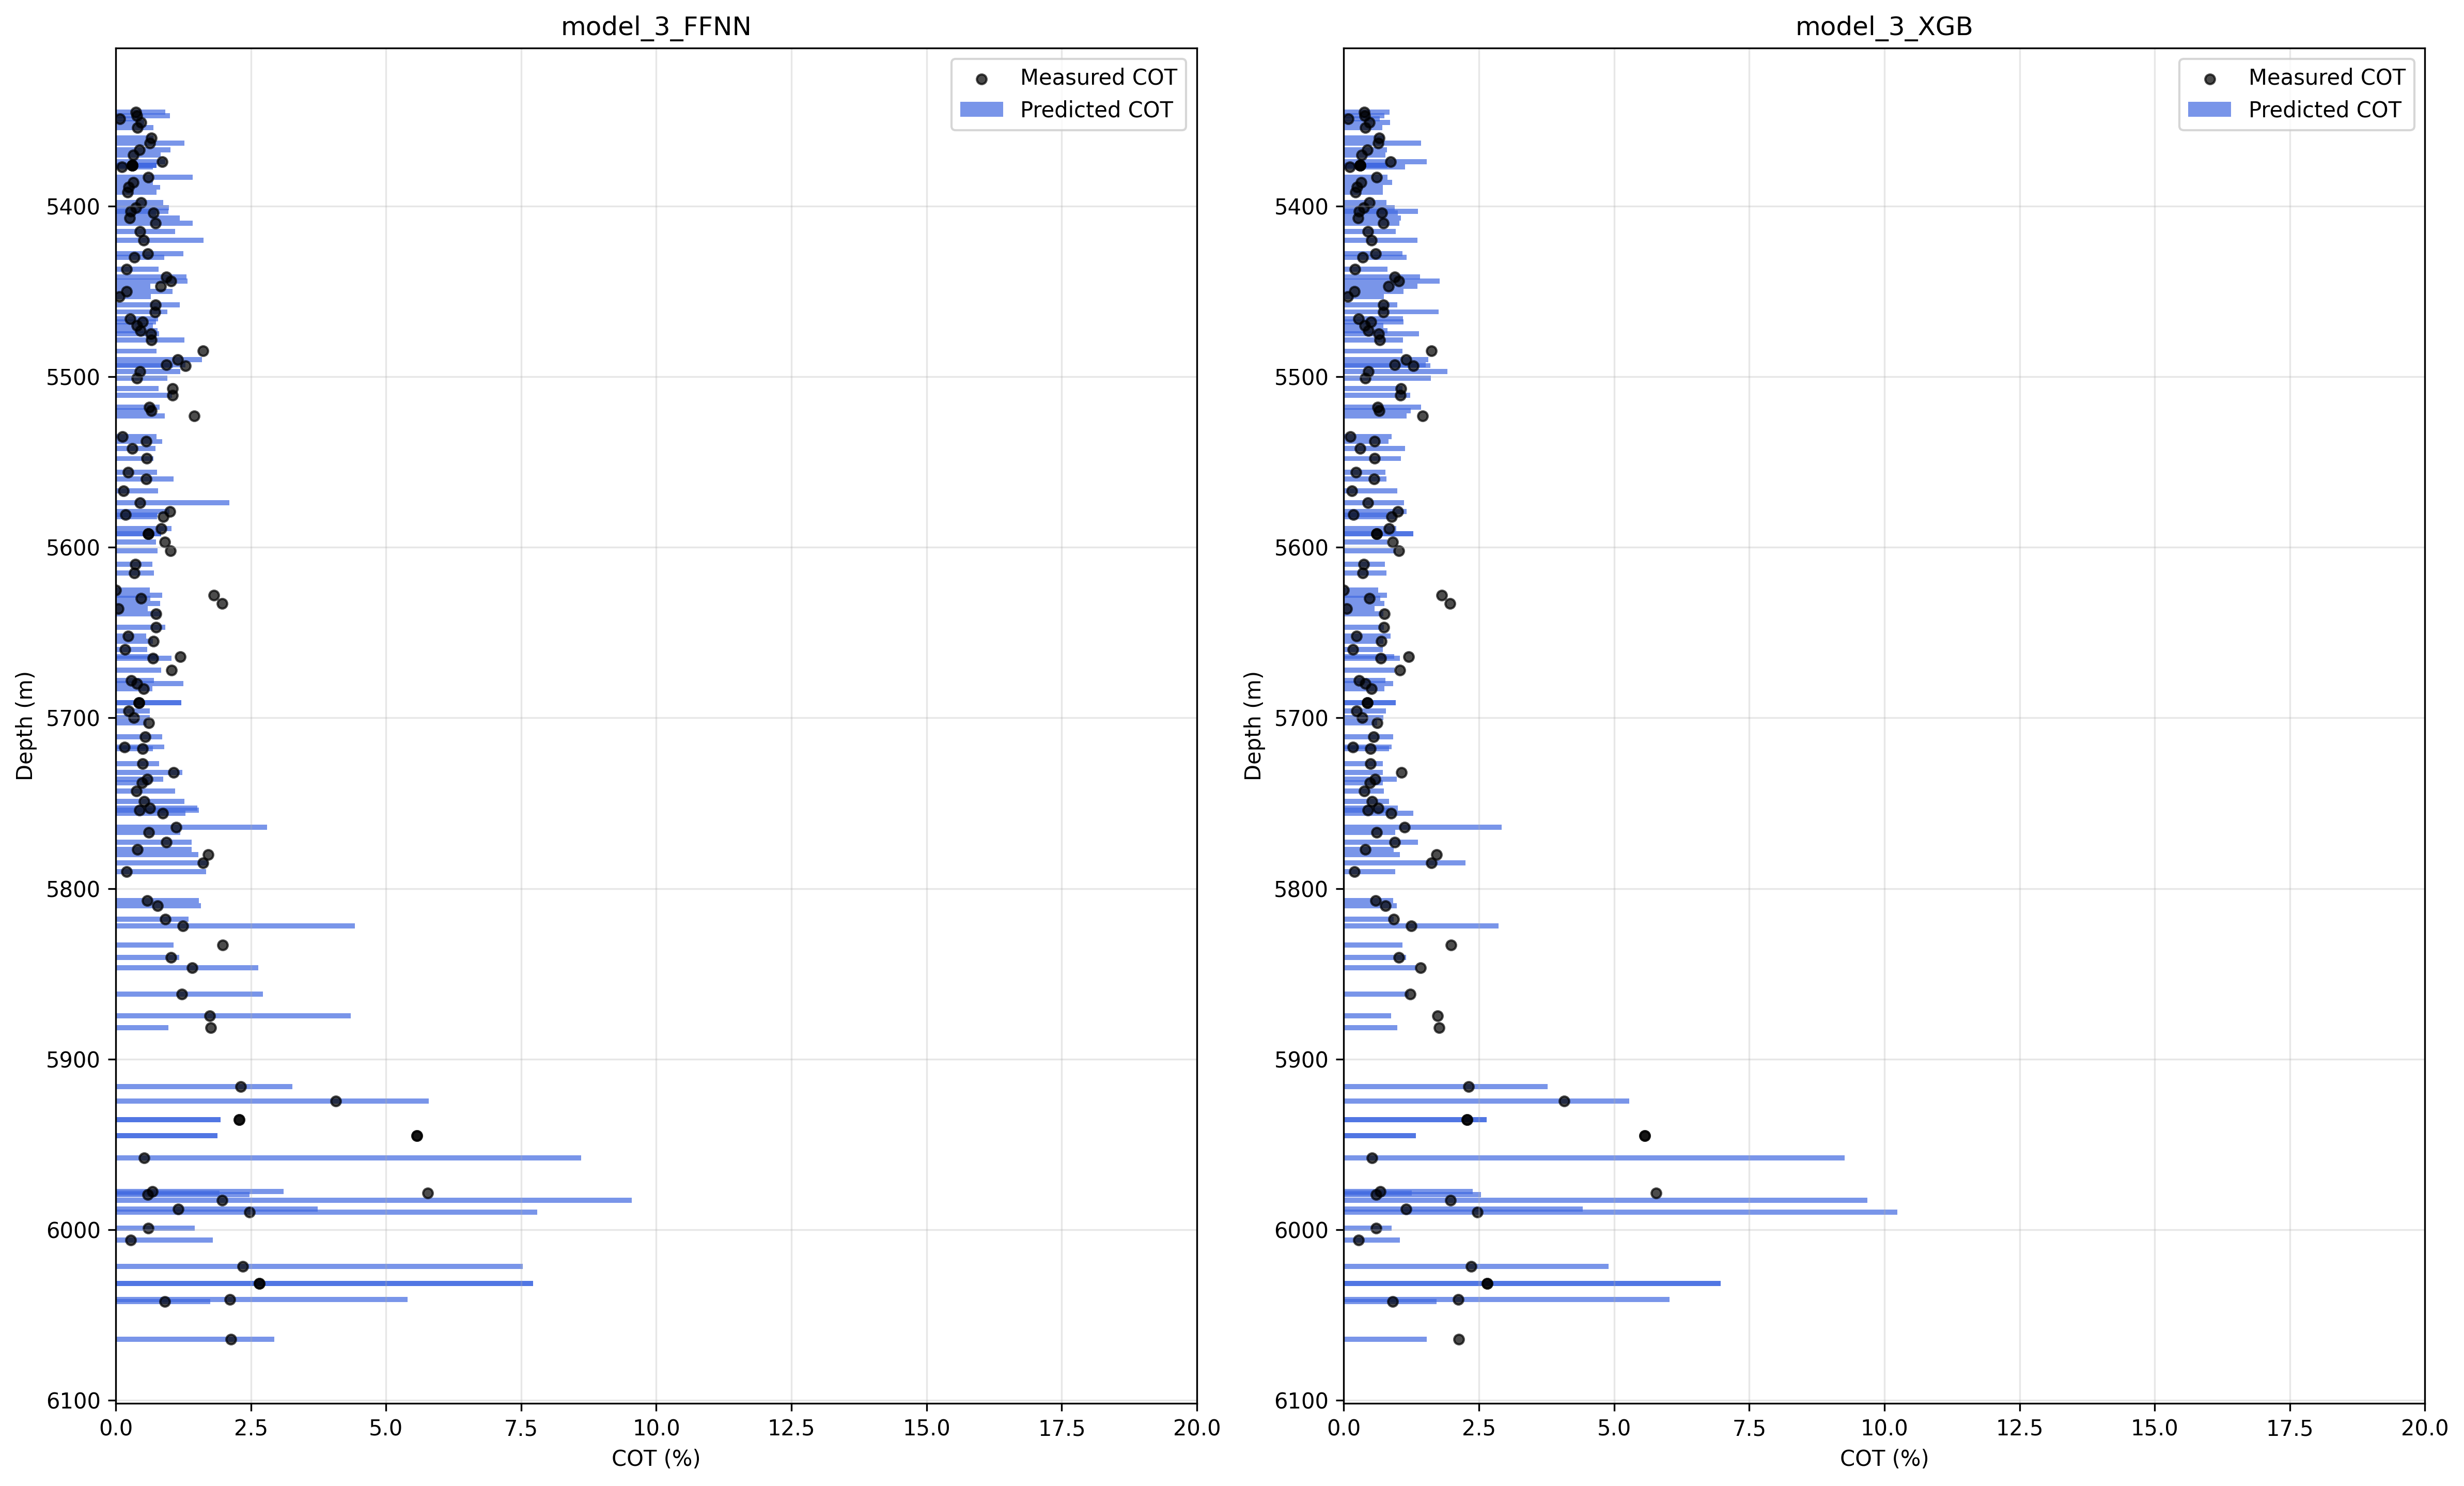 model_3_FFNN
Measured COT
Predicted COT
Depth (m)
5400
5500
5600
5700
5800
5900
6000
6100
0.0 2.5 5.0 7.5 10.0 12.5 15.0 17.5 20.0
COT (%)
model_3_XGB
Measured COT
Predicted COT
Depth (m)
5400
5500
5600
5700
5800
5900
6000
6100
0.0 2.5 5.0 7.5 10.0 12.5 15.0 17.5 20.0
COT (%)